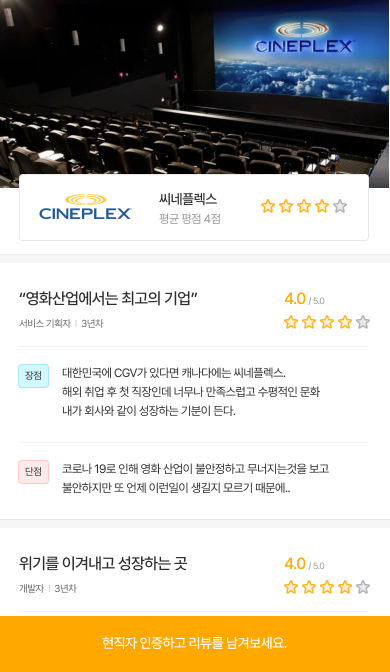 CINEPLEX
CINEPLEX
씨네플렉스
평균 평점 4점
“영화산업에서는 최고의 기업”
4.0 / 5.0
서비스 기획자 | 3년차
장점
대한민국에 CGV가 있다면 캐나다에는 씨네플렉스.
해외 취업 후 첫 직장인데 너무나 만족스럽고 수평적인 문화
내가 회사와 같이 성장하는 기분이 든다.
단점
코로나 19로 인해 영화 산업이 불안정하고 무너지는것을 보고
불안하지만 또 언제 이런일이 생길지 모르기 때문에..
위기를 이겨내고 성장하는 곳
4.0 / 5.0
개발자 | 3년차
현직자 인증하고 리뷰를 남겨보세요.